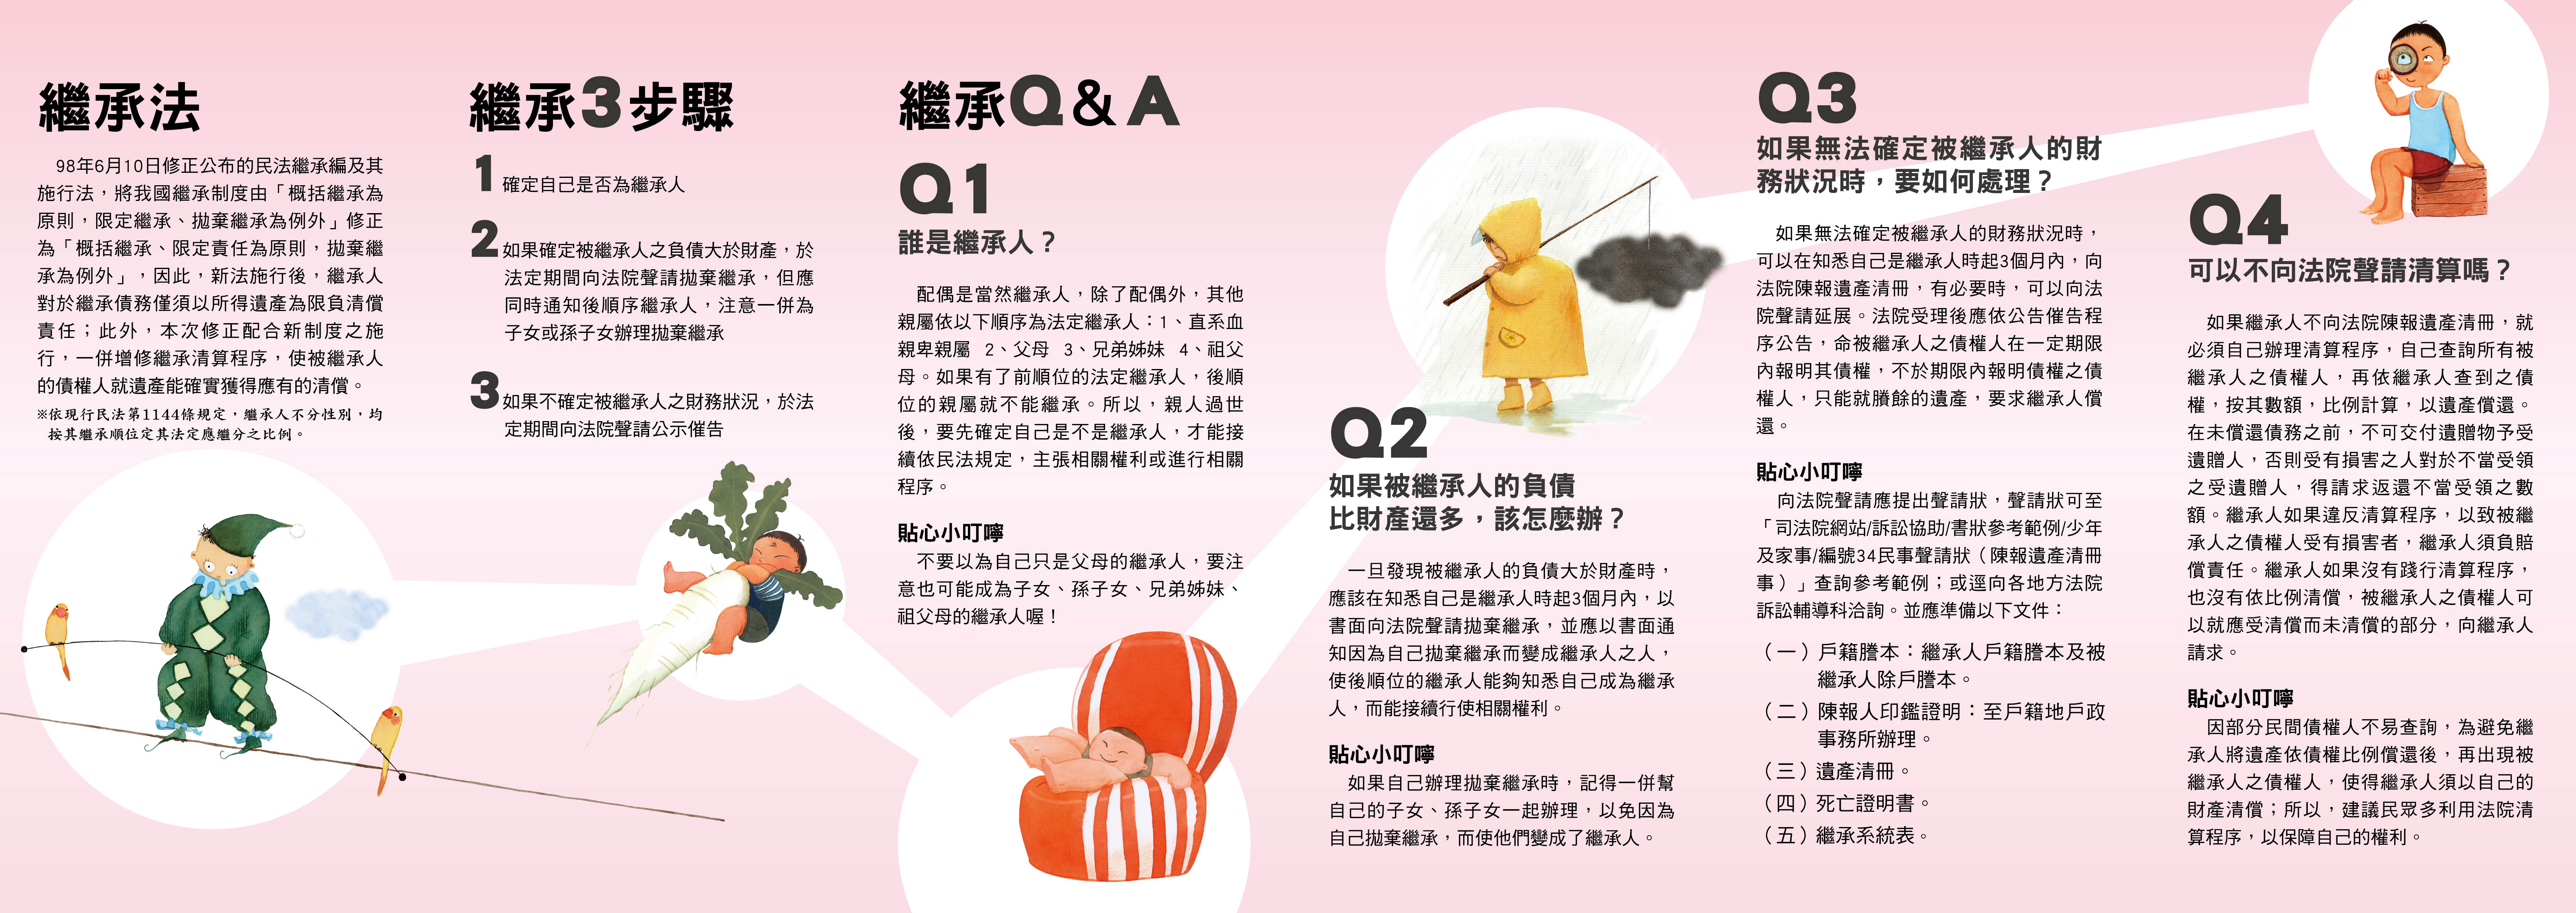 繼承法
98年6月10日修正公布的民法繼承編及其
施行法，將我國繼承制度由「概括繼承為
原則，限定繼承、拋棄繼承為例外」修正
為「概括繼承、限定責任為原則，拋棄繼
承為例外」，因此，新法施行後，繼承人
對於繼承債務僅須以所得遺產為限負清償
責任；此外，本次修正配合新制度之施
行，一併增修繼承清算程序，使被繼承人
的債權人就遺產能確實獲得應有的清償。
※依現行民法第1144條規定，繼承人不分性別，均
按其繼承順位定其法定應繼分之比例。
繼承3步驟
1 確定自己是否為繼承人
2 如果確定被繼承人之負債大於財產，於
法定期間向法院聲請拋棄繼承，但應
同時通知後順序繼承人，注意一併為
子女或孫子女辦理拋棄繼承
3 如果不確定被繼承人之財務狀況，於法
定期間向法院聲請公示催告
繼承Q&A
Q1
誰是繼承人？
配偶是當然繼承人，除了配偶外，其他
親屬依以下順序為法定繼承人：1、直系血
親卑親屬 2、父母 3、兄弟姊妹 4、祖父
母。如果有了前順位的法定繼承人，後順
位的親屬就不能繼承。所以，親人過世
後，要先確定自己是不是繼承人，才能接
續依民法規定，主張相關權利或進行相關
程序。
貼心小叮嚀
不要以為自己只是父母的繼承人，要注
意也可能成為子女、孫子女、兄弟姊妹、
祖父母的繼承人喔！
Q2
如果被繼承人的負債
比財產還多，該怎麼辦？
一旦發現被繼承人的負債大於財產時，
應該在知悉自己是繼承人時起3個月內，以
書面向法院聲請拋棄繼承，並應以書面通
知因為自己拋棄繼承而變成繼承人之人，
使後順位的繼承人能夠知悉自己成為繼承
人，而能接續行使相關權利。
貼心小叮嚀
如果自己辦理拋棄繼承時，記得一併幫
自己的子女、孫子女一起辦理，以免因為
自己拋棄繼承，而使他們變成了繼承人。
Q3
如果無法確定被繼承人的財
務狀況時，要如何處理？
如果無法確定被繼承人的財務狀況時，
可以在知悉自己是繼承人時起3個月內，向
法院陳報遺產清冊，有必要時，可以向法
院聲請延展。法院受理後應依公告催告程
序公告，命被繼承人之債權人在一定期限
內報明其債權，不於期限內報明債權之債
權人，只能就賸餘的遺產，要求繼承人償
還。
貼心小叮嚀
向法院聲請應提出聲請狀，聲請狀可至
「司法院網站/訴訟協助/書狀參考範例/少年
及家事/編號34民事聲請狀（陳報遺產清冊
事）」查詢參考範例；或逕向各地方法院
訴訟輔導科洽詢。並應準備以下文件：
（一）戶籍謄本：繼承人戶籍謄本及被
繼承人除戶謄本。
（二）陳報人印鑑證明：至戶籍地戶政
事務所辦理。
（三）遺產清冊。
（四）死亡證明書。
（五）繼承系統表。
Q4
可以不向法院聲請清算嗎？
如果繼承人不向法院陳報遺產清冊，就
必須自己辦理清算程序，自己查詢所有被
繼承人之債權人，再依繼承人查到之債
權，按其數額，比例計算，以遺產償還。
在未償還債務之前，不可交付遺贈物予受
遺贈人，否則受有損害之人對於不當受領
之受遺贈人，得請求返還不當受領之數
額。繼承人如果違反清算程序，以致被繼
承人之債權人受有損害者，繼承人須負賠
償責任。繼承人如果沒有踐行清算程序，
也沒有依比例清償，被繼承人之債權人可
以就應受清償而未清償的部分，向繼承人
請求。
貼心小叮嚀
因部分民間債權人不易查詢，為避免繼
承人將遺產依債權比例償還後，再出現被
繼承人之債權人，使得繼承人須以自己的
財產清償；所以，建議民眾多利用法院清
算程序，以保障自己的權利。